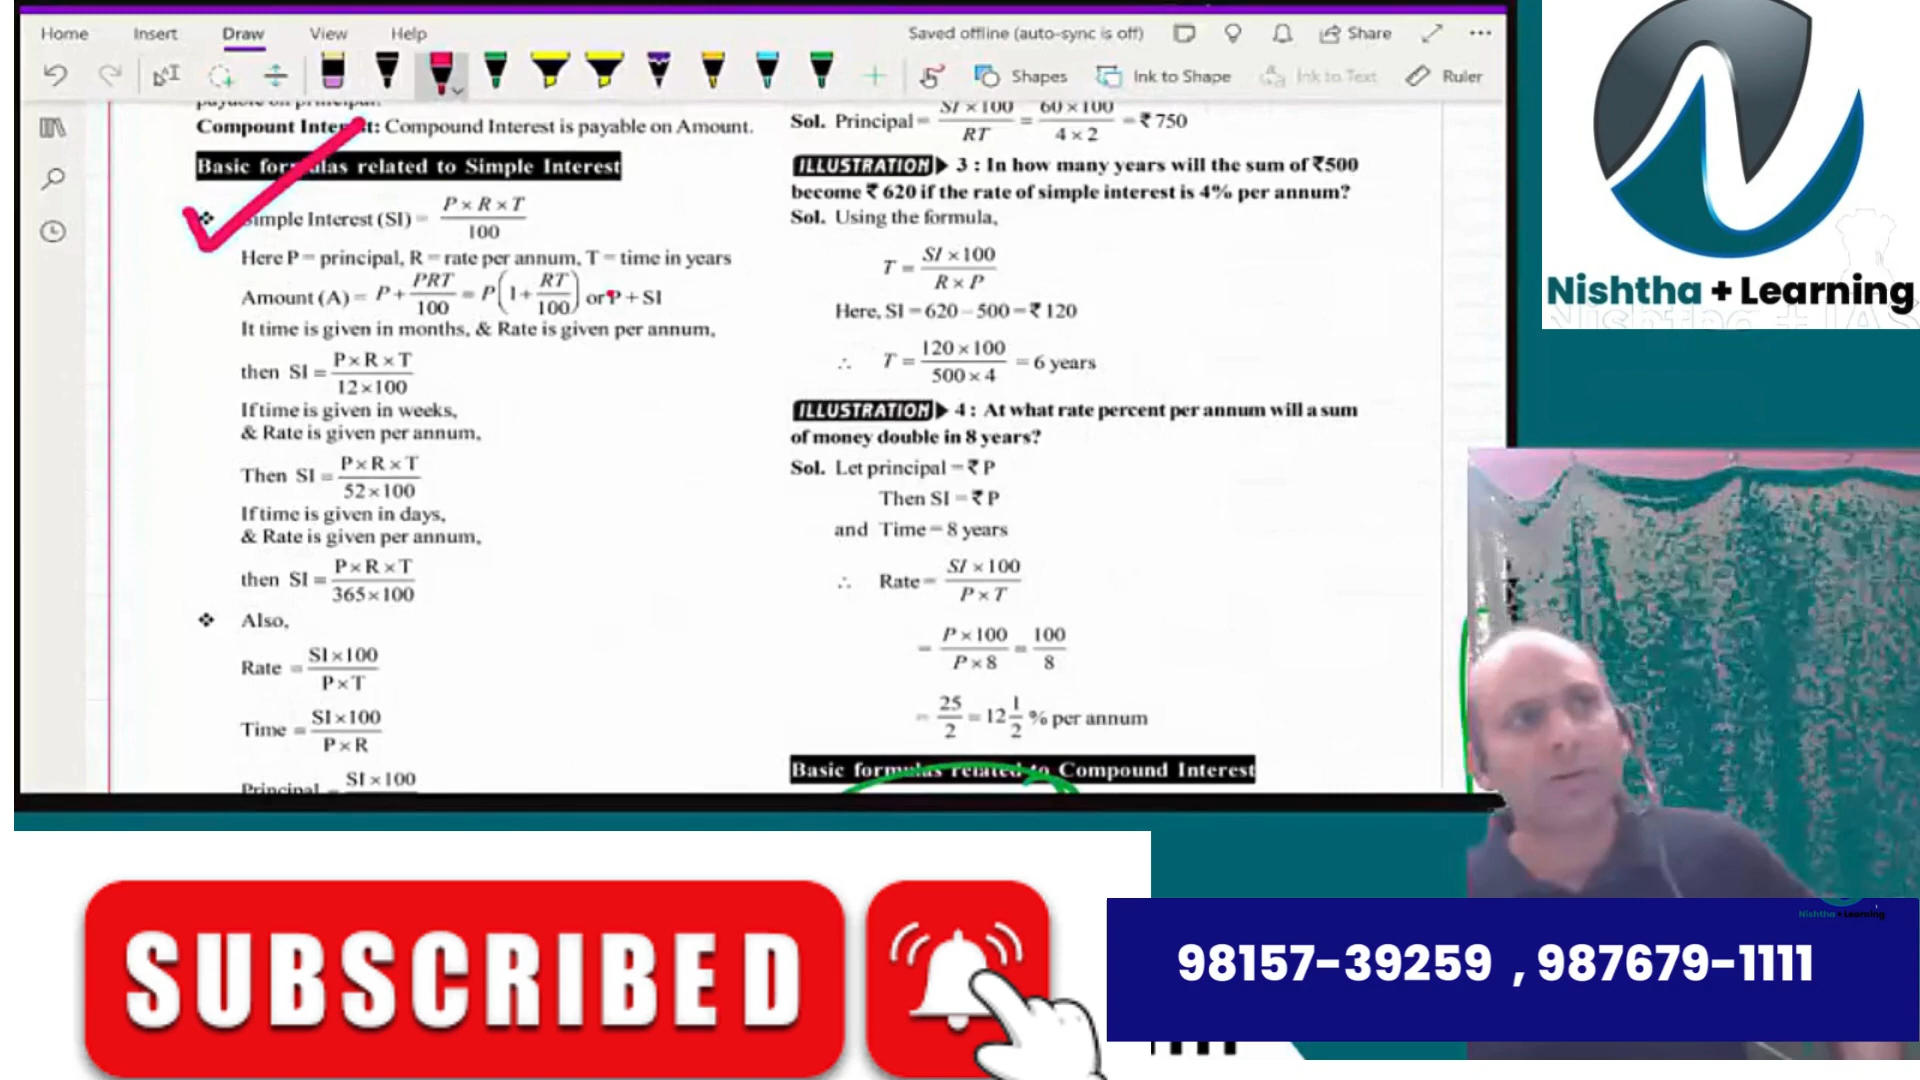 Home Insert Draw View Help
Saved offline (auto-sync is off) Share
Shapes Ink to Shape Ink to Text Ruler
payable on principal.
Compount Interest: Compound Interest is payable on Amount.
Basic formulas related to Simple Interest
❖ Simple Interest (SI) = P × R × T / 100
Here P = principal, R = rate per annum, T = time in years
Amount (A) = P + PRT / 100 = P(1 + RT / 100) or P + SI
It time is given in months, & Rate is given per annum,
then SI = P × R × T / 12 × 100
If time is given in weeks,
& Rate is given per annum,
Then SI = P × R × T / 52 × 100
If time is given in days,
& Rate is given per annum,
then SI = P × R × T / 365 × 100
❖ Also,
Rate = SI × 100 / P × T
Time = SI × 100 / P × R
Principal = SI × 100
Sol. Principal = SI × 100 / RT = 60 × 100 / 4 × 2 = ₹ 750
ILLUSTRATION 3 : In how many years will the sum of ₹500
become ₹ 620 if the rate of simple interest is 4% per annum?
Sol. Using the formula,
T = SI × 100 / R × P
Here, SI = 620 – 500 = ₹ 120
∴ T = 120 × 100 / 500 × 4 = 6 years
ILLUSTRATION 4 : At what rate percent per annum will a sum
of money double in 8 years?
Sol. Let principal = ₹ P
Then SI = ₹ P
and Time = 8 years
∴ Rate = SI × 100 / P × T
= P × 100 / P × 8 = 100 / 8
= 25 / 2 = 12 1/2 % per annum
Basic formulas related to Compound Interest
Nishtha + Learning
SUBSCRIBED
Nishtha + Learning
98157-39259 , 987679-1111